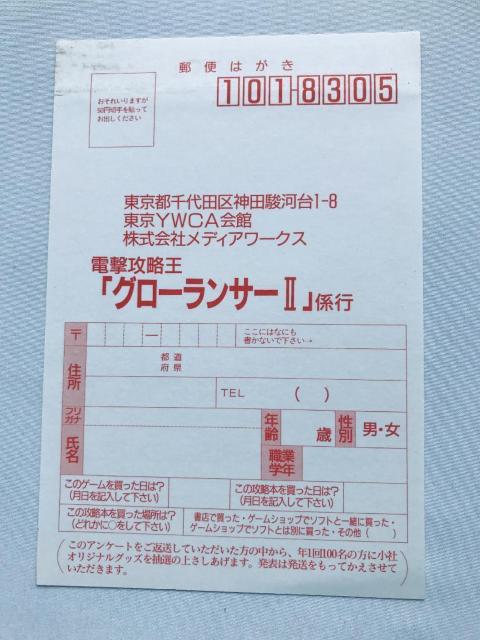 郵便はがき
1018305
おそれいりますが
50円切手を貼って
お出しください
東京都千代田区神田駿河台1-8
東京YWCA会館
株式会社メディアワークス
電撃攻略王
「グローランサーⅡ」係行
〒 ー
ここにはなにも
書かないで下さい→
住所
都道
府県
TEL ( )
フリガナ
氏名
年齢 歳 性別 男・女
職業
学年
このゲームを買った日は?
(月日を記入して下さい)
この攻略本を買った日は?
(月日を記入して下さい)
この攻略本を買った場所は?
(どれかに○をして下さい)
書店で買った・ゲームショップでソフトと一緒に買った・
ゲームショップでソフトとは別に買った・その他( )
(このアンケートをご返送していただいた方の中から、年1回100名の方に小社
オリジナルグッズを抽選の上さしあげます。発表は発送をもってかえさせて
いただきます。)